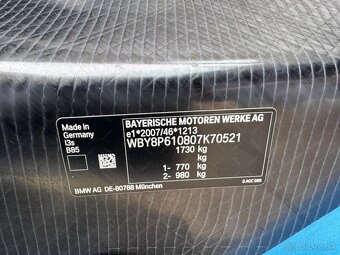 BAYERISCHE MOTOREN WERKE AG
e1*2007/46*1213
WBY8P610807K70521
1730 kg
kg
1- 770 kg
2- 980 kg
Made in
Germany
I3s
B85
BMW AG DE-80788 München